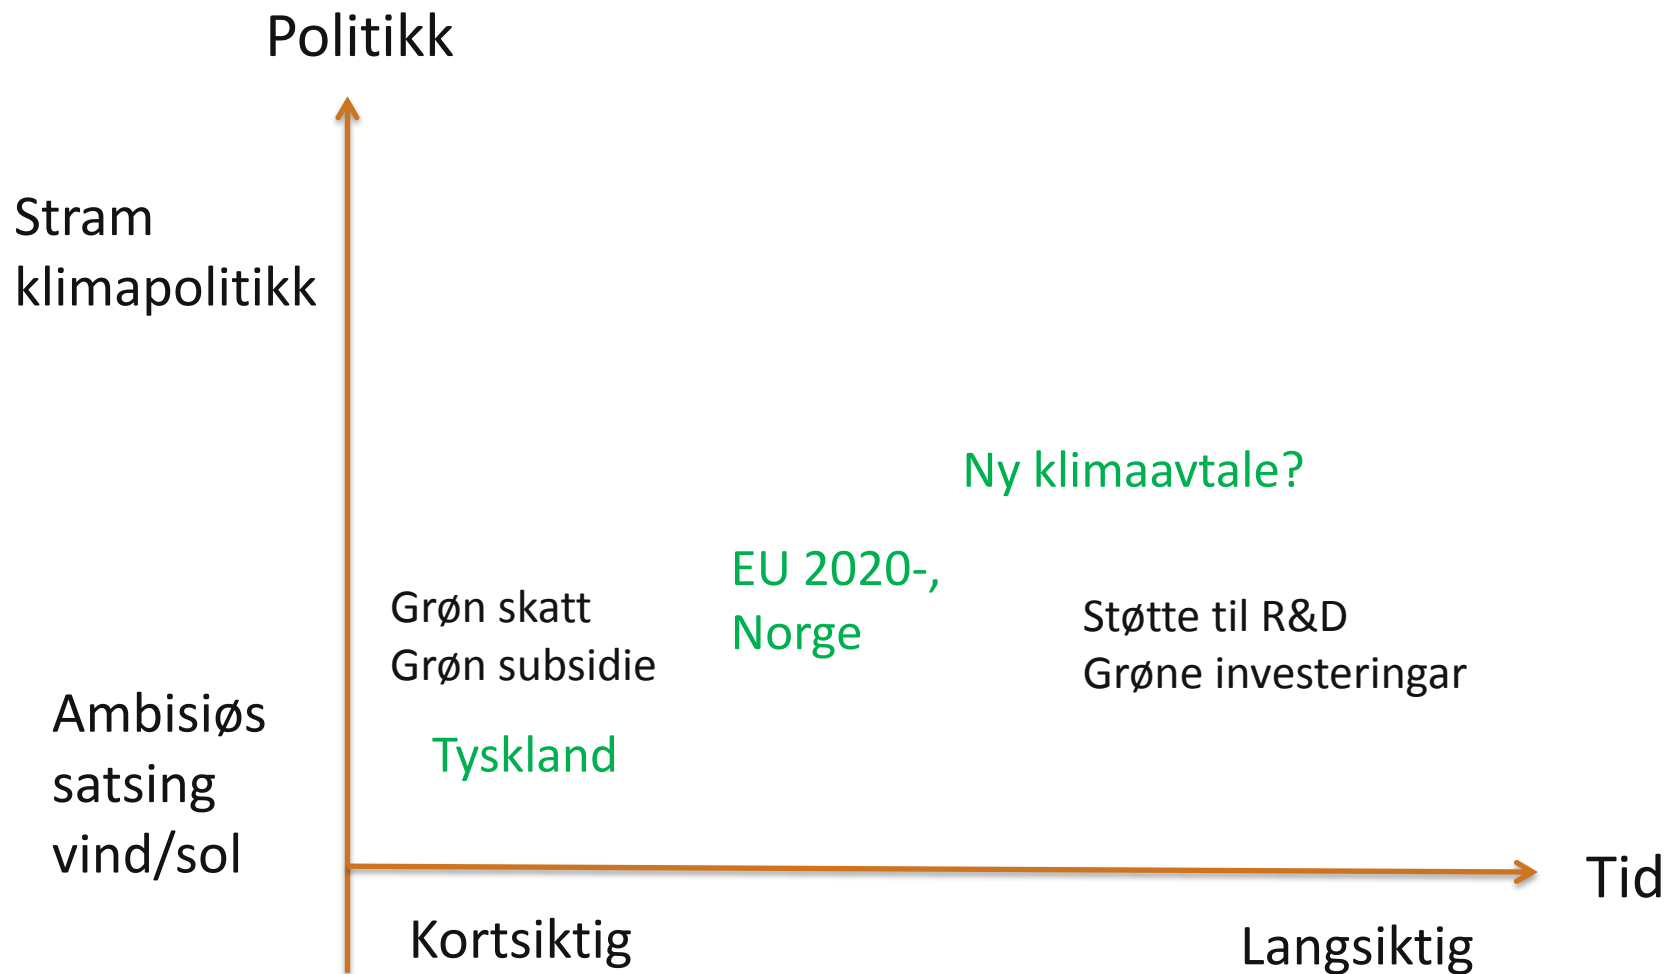 Politikk
Stram
klimapolitikk
Ny klimaavtale?
EU 2020-,
Norge
Grøn skatt
Grøn subsidie
Støtte til R&D
Grøne investeringar
Ambisiøs
satsing
vind/sol
Tyskland
Tid
Kortsiktig
Langsiktig